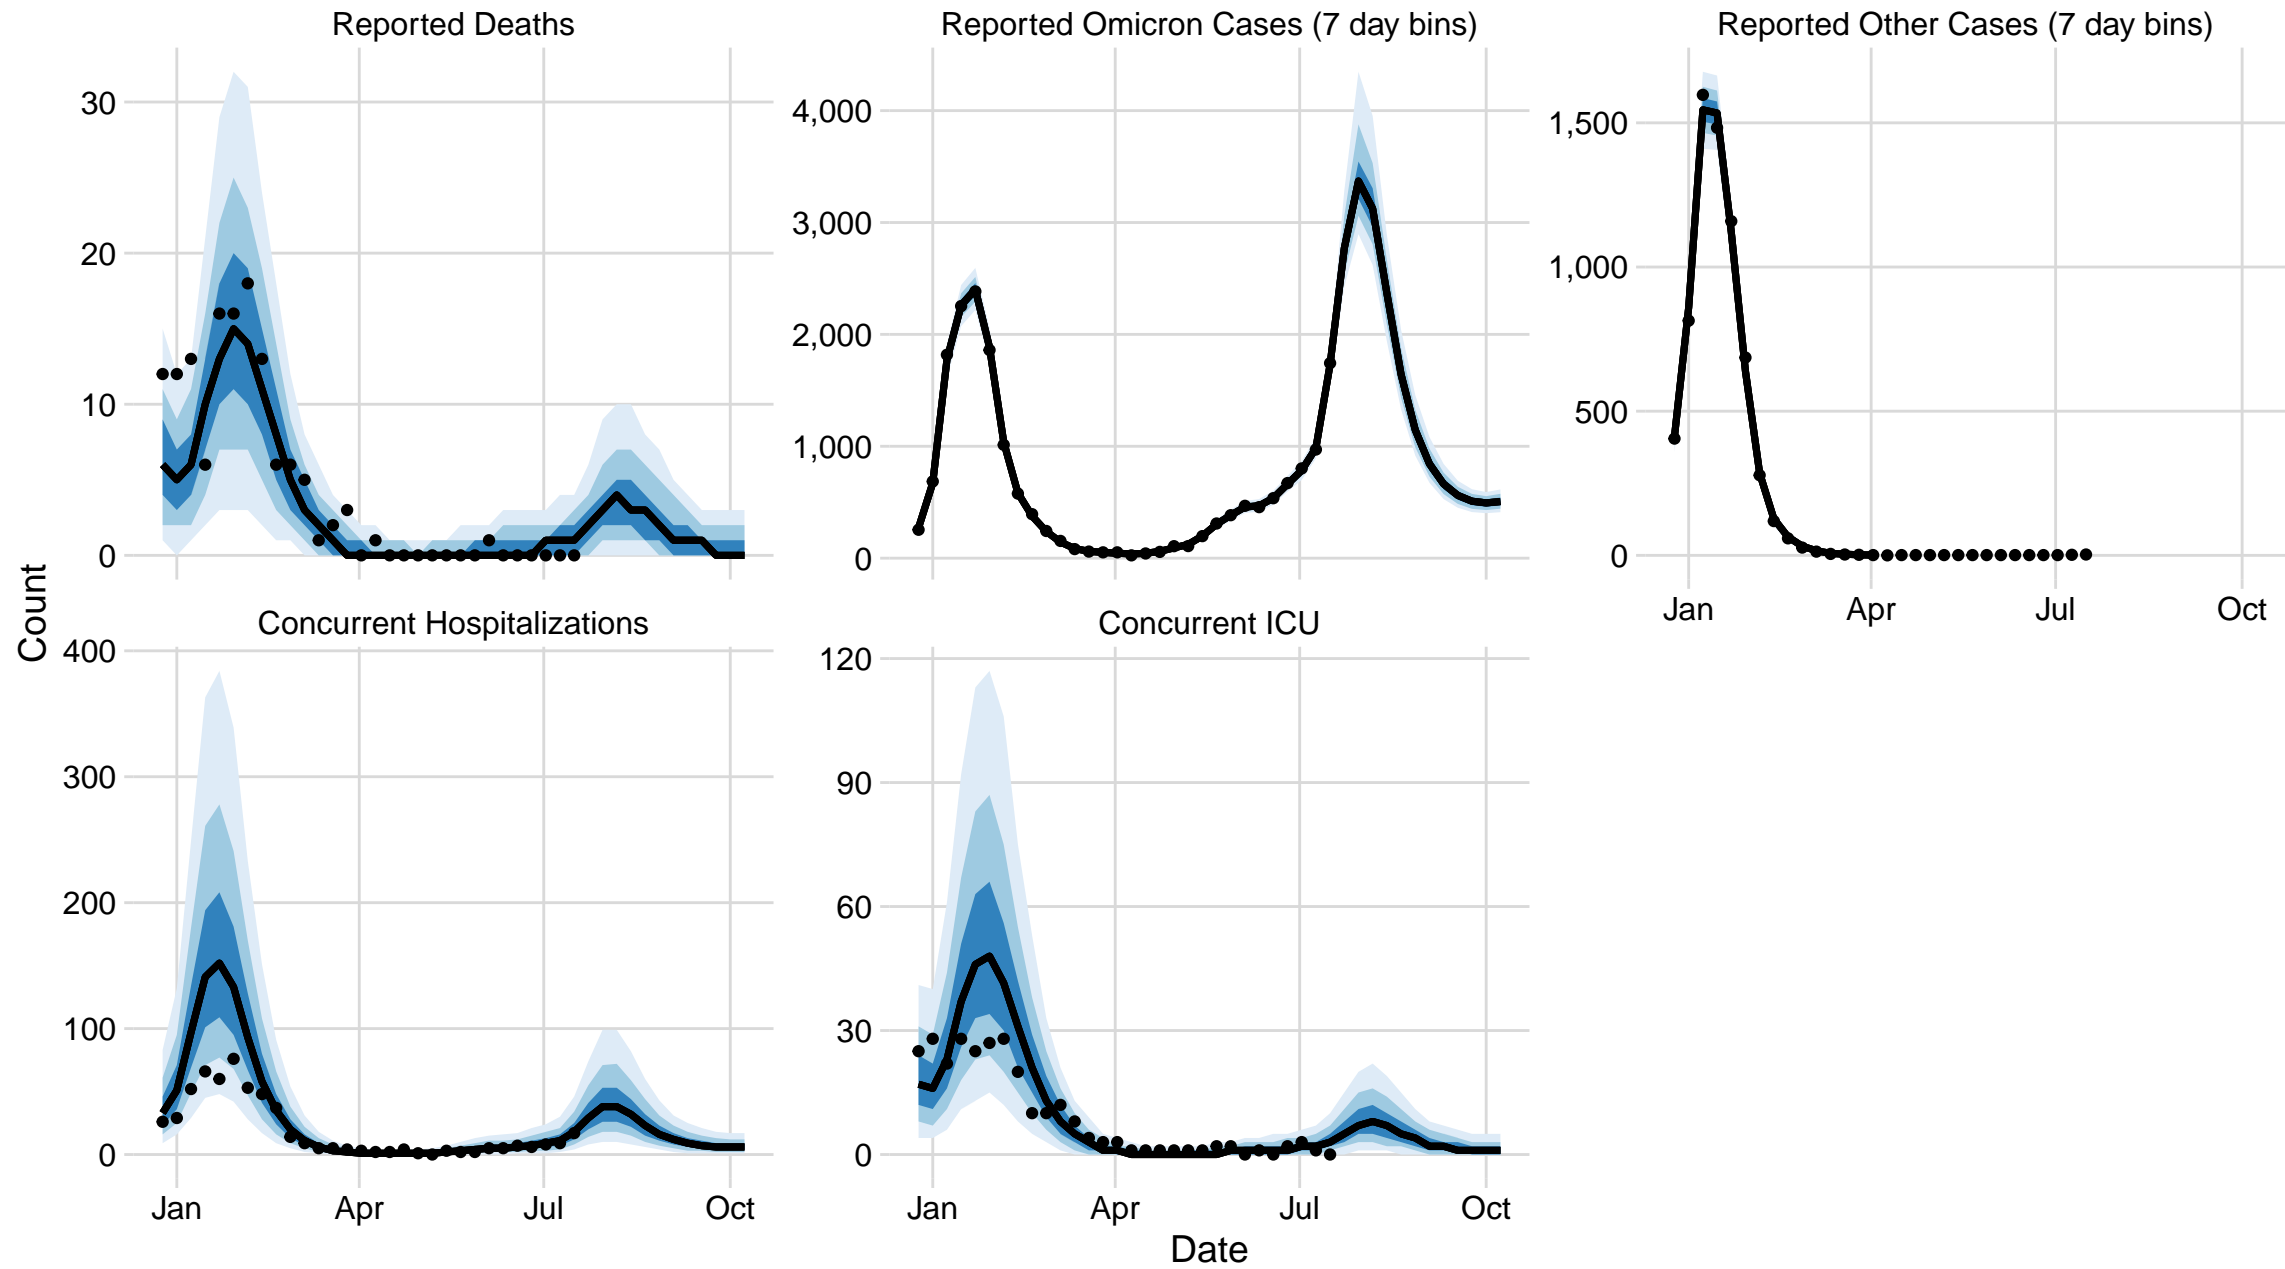 Reported Deaths
Reported Omicron Cases (7 day bins)
Reported Other Cases (7 day bins)
30
20
10
0
4,000
3,000
2,000
1,000
0
1,500
1,000
500
0
Jan Apr Jul Oct
Count
Concurrent Hospitalizations
Concurrent ICU
400
300
200
100
0
120
90
60
30
0
Jan Apr Jul Oct
Jan Apr Jul Oct
Date